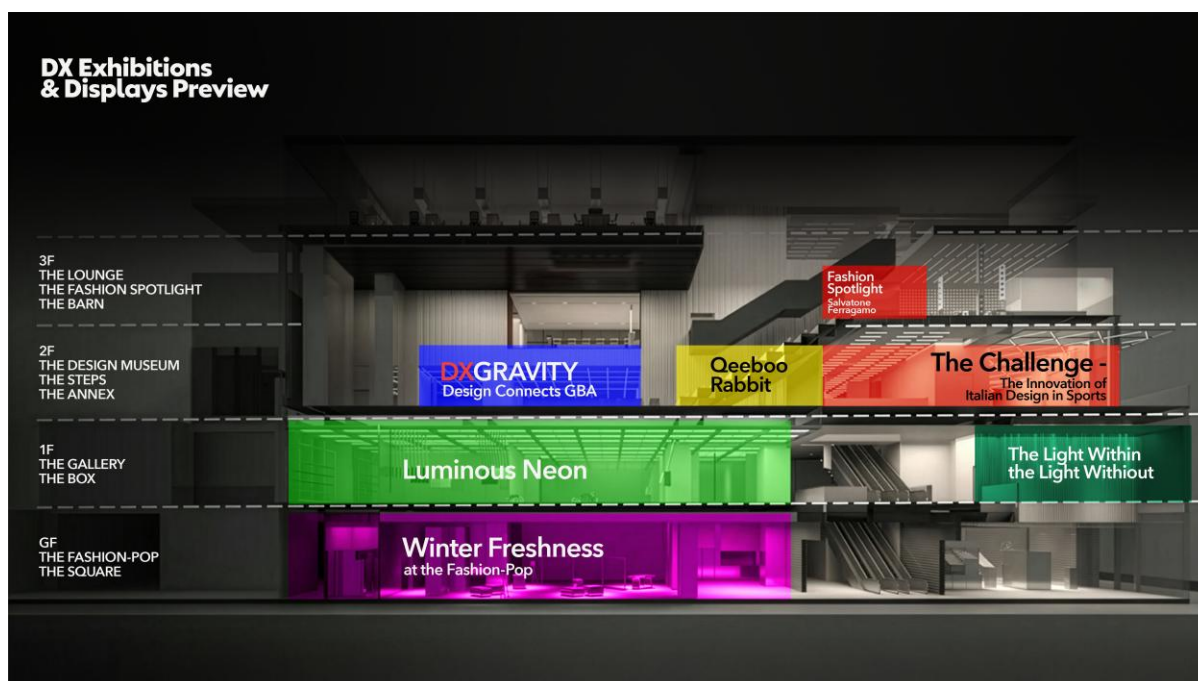 DX Exhibitions
& Displays Preview
3F
THE LOUNGE
THE FASHION SPOTLIGHT
THE BARN
Fashion
Spotlight
Salvatone
Ferragamo
2F
THE DESIGN MUSEUM
THE STEPS
THE ANNEX
DXGRAVITY
Design Connects GBA
Qeeboo
Rabbit
The Challenge -
The Innovation of
Italian Design in Sports
1F
THE GALLERY
THE BOX
Luminous Neon
The Light Within
the Light Withiout
GF
THE FASHION-POP
THE SQUARE
Winter Freshness
at the Fashion-Pop